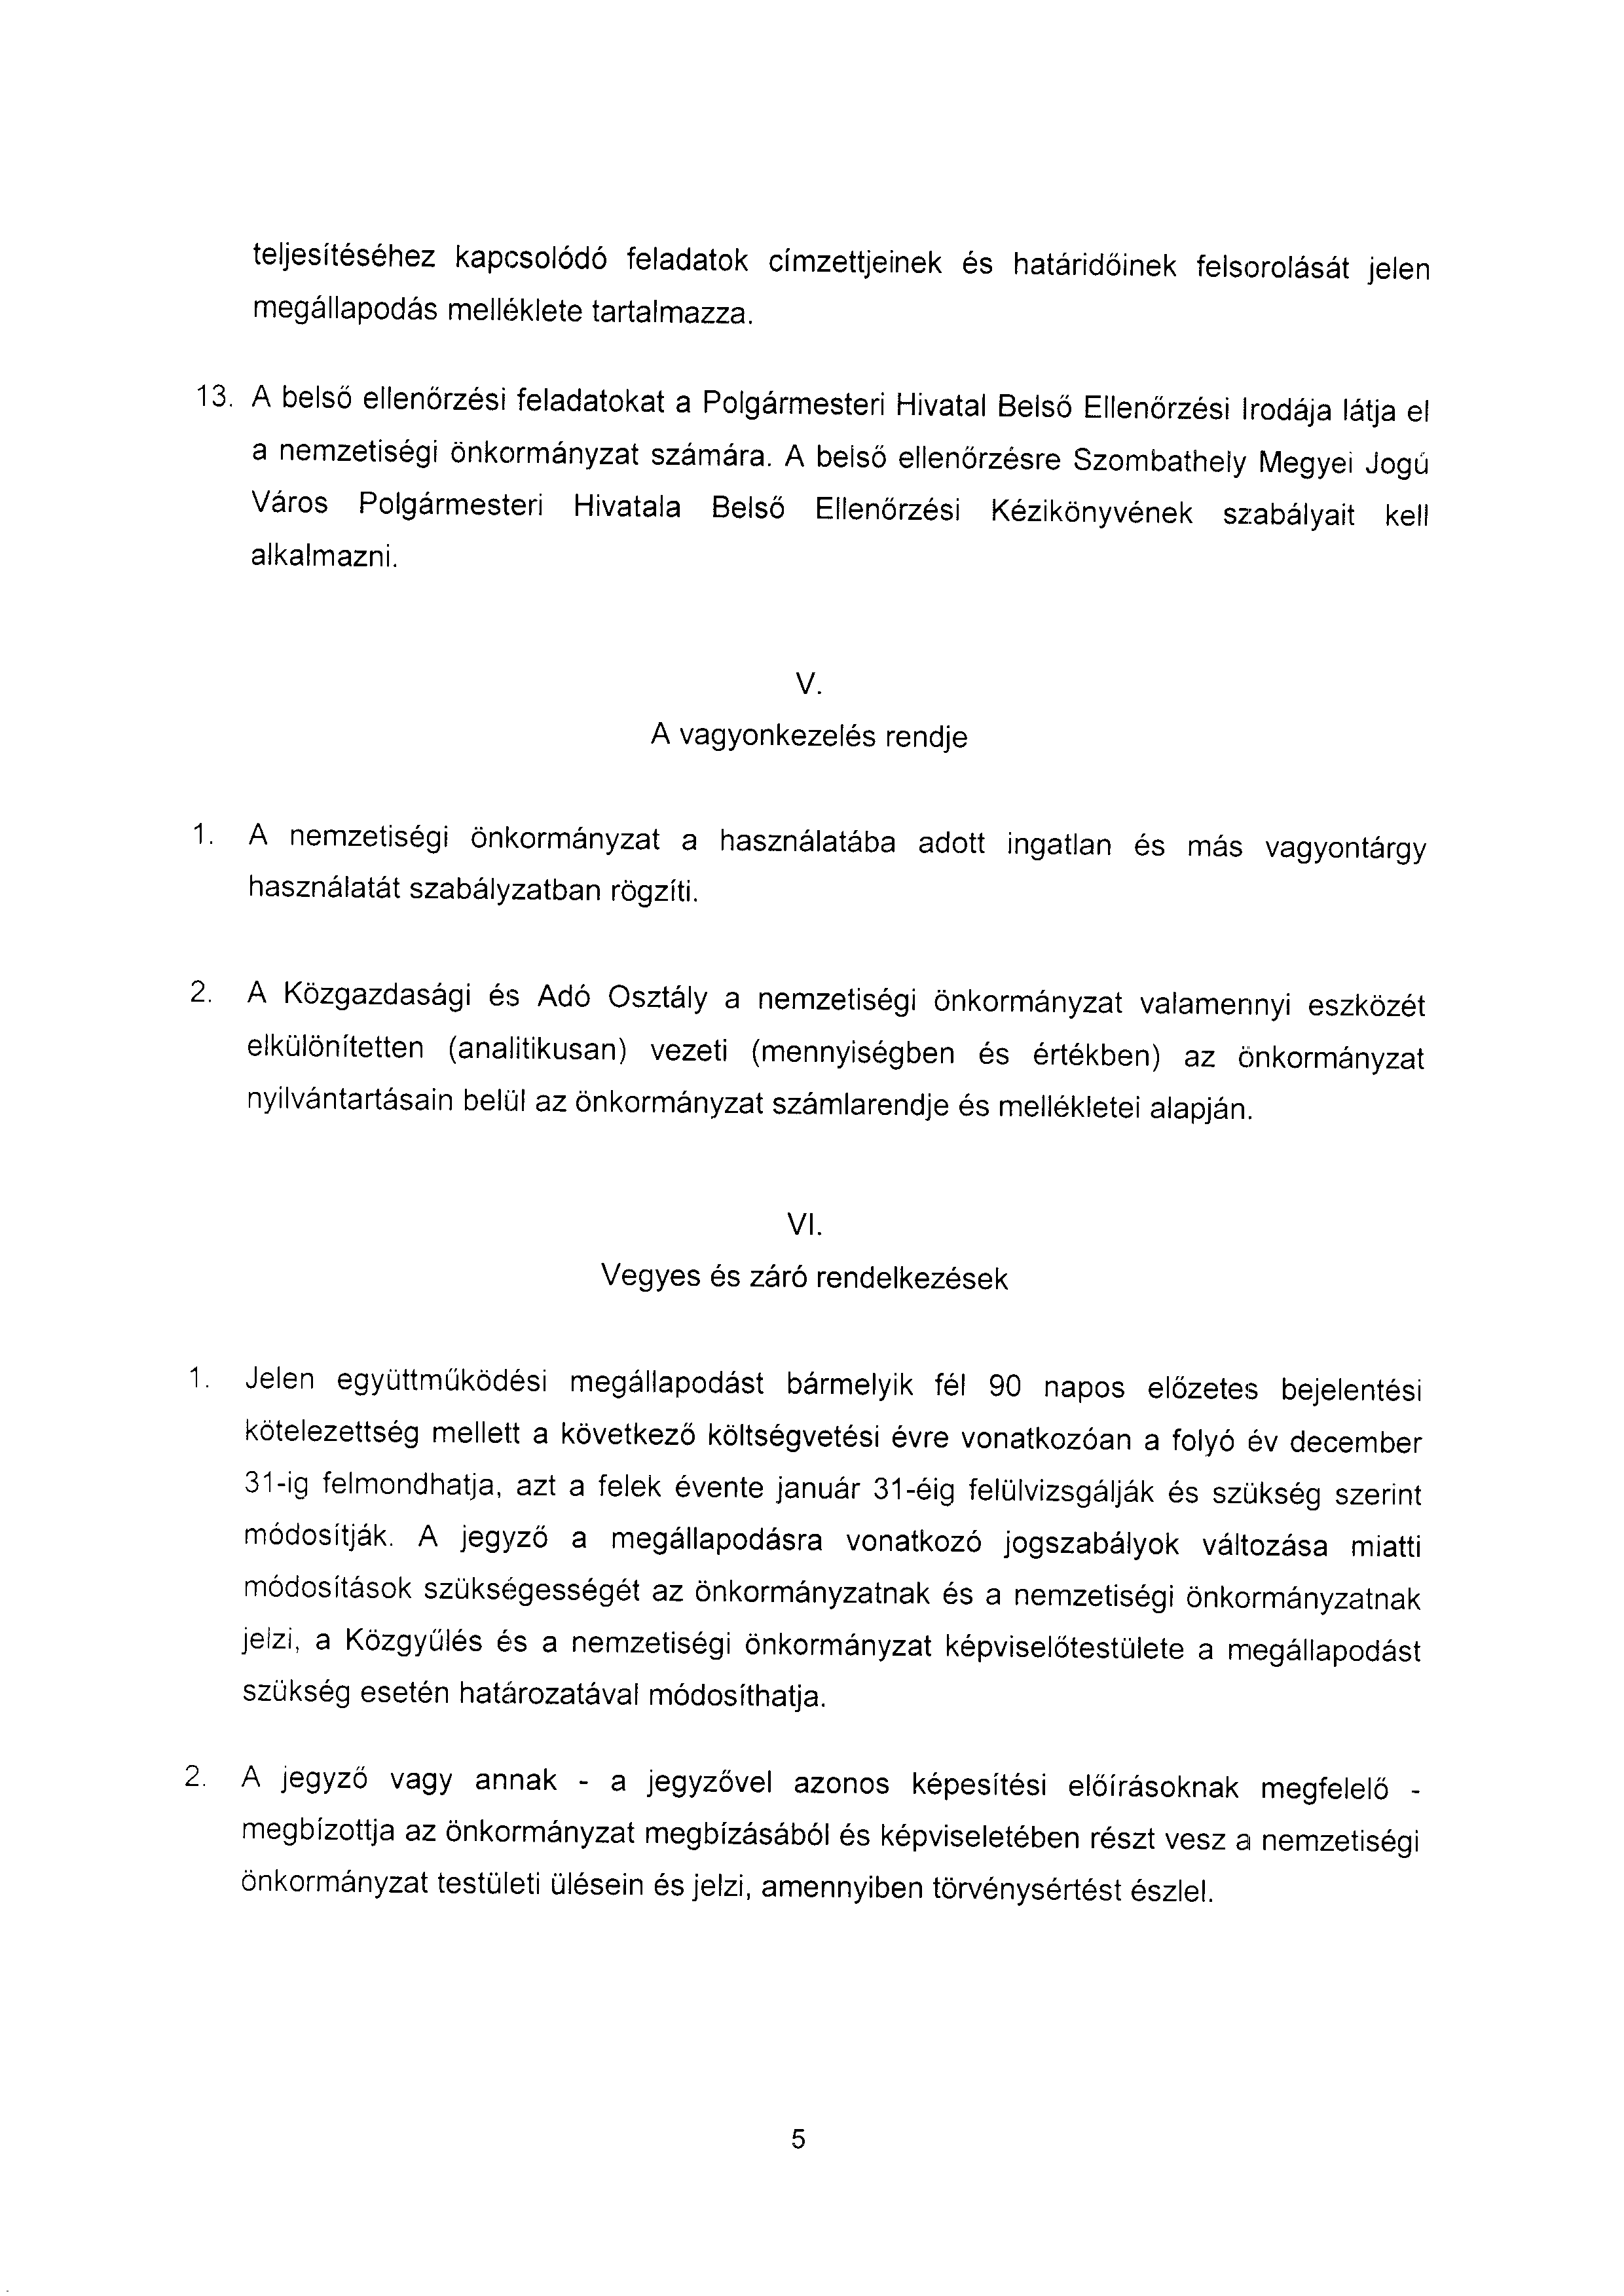 teljesítéséhez kapcsolódó feladatok címzettjeinek és határidőinek felsorolását jelen
megállapodás melléklete tartalmazza.
13. A belső ellenőrzési feladatokat a Polgármesteri Hivatal Belső Ellenőrzési Irodája látja el
a nemzetiségi önkormányzat számára. A belső ellenőrzésre Szombathely Megyei Jogú
Város Polgármesteri Hivatala Belső Ellenőrzési Kézikönyvének szabályait kell
alkalmazni.
V.
A vagyonkezelés rendje
1. A nemzetiségi önkormányzat a használatába adott ingatlan és más vagyontárgy
használatát szabályzatban rögzíti.
2. A Közgazdasági és Adó Osztály a nemzetiségi önkormányzat valamennyi eszközét
elkülönítetten (analitikusan) vezeti (mennyiségben és értékben) az önkormányzat
nyilvántartásain belül az önkormányzat számlarendje és mellékletei alapján.
VI.
Vegyes és záró rendelkezések
1. Jelen együttműködési megállapodást bármelyik fél 90 napos előzetes bejelentési
kötelezettség mellett a következő költségvetési évre vonatkozóan a folyó év december
31-ig felmondhatja, azt a felek évente január 31-éig felülvizsgálják és szükség szerint
módosítják. A jegyző a megállapodásra vonatkozó jogszabályok változása miatti
módosítások szükségességét az önkormányzatnak és a nemzetiségi önkormányzatnak
jelzi, a Közgyűlés és a nemzetiségi önkormányzat képviselőtestülete a megállapodást
szükség esetén határozatával módosíthatja.
2. A jegyző vagy annak - a jegyzővel azonos képesítési előírásoknak megfelelő -
megbízottja az önkormányzat megbízásából és képviseletében részt vesz a nemzetiségi
önkormányzat testületi ülésein és jelzi, amennyiben törvénysértést észlel.
5